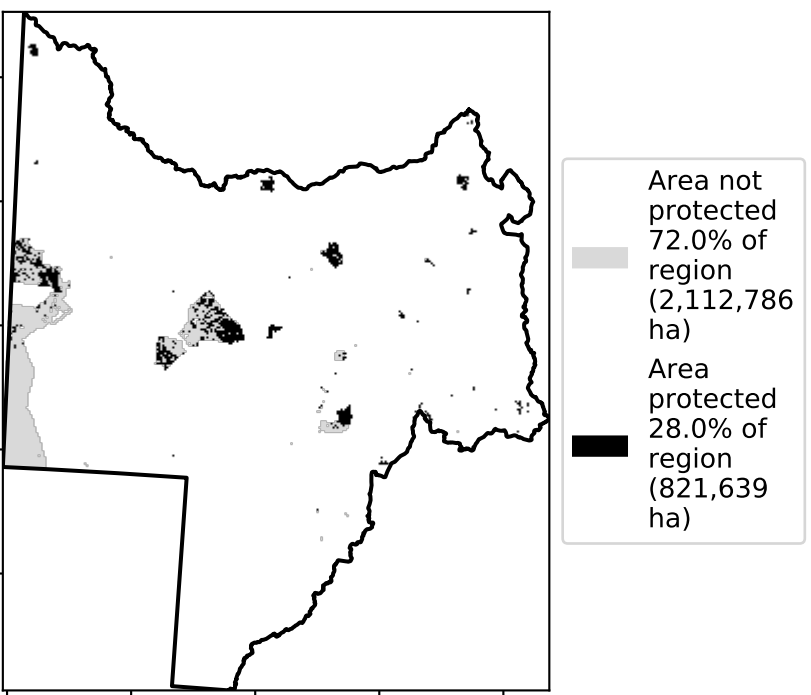 Area not
protected
72.0% of
region
(2,112,786
ha)
Area
protected
28.0% of
region
(821,639
ha)